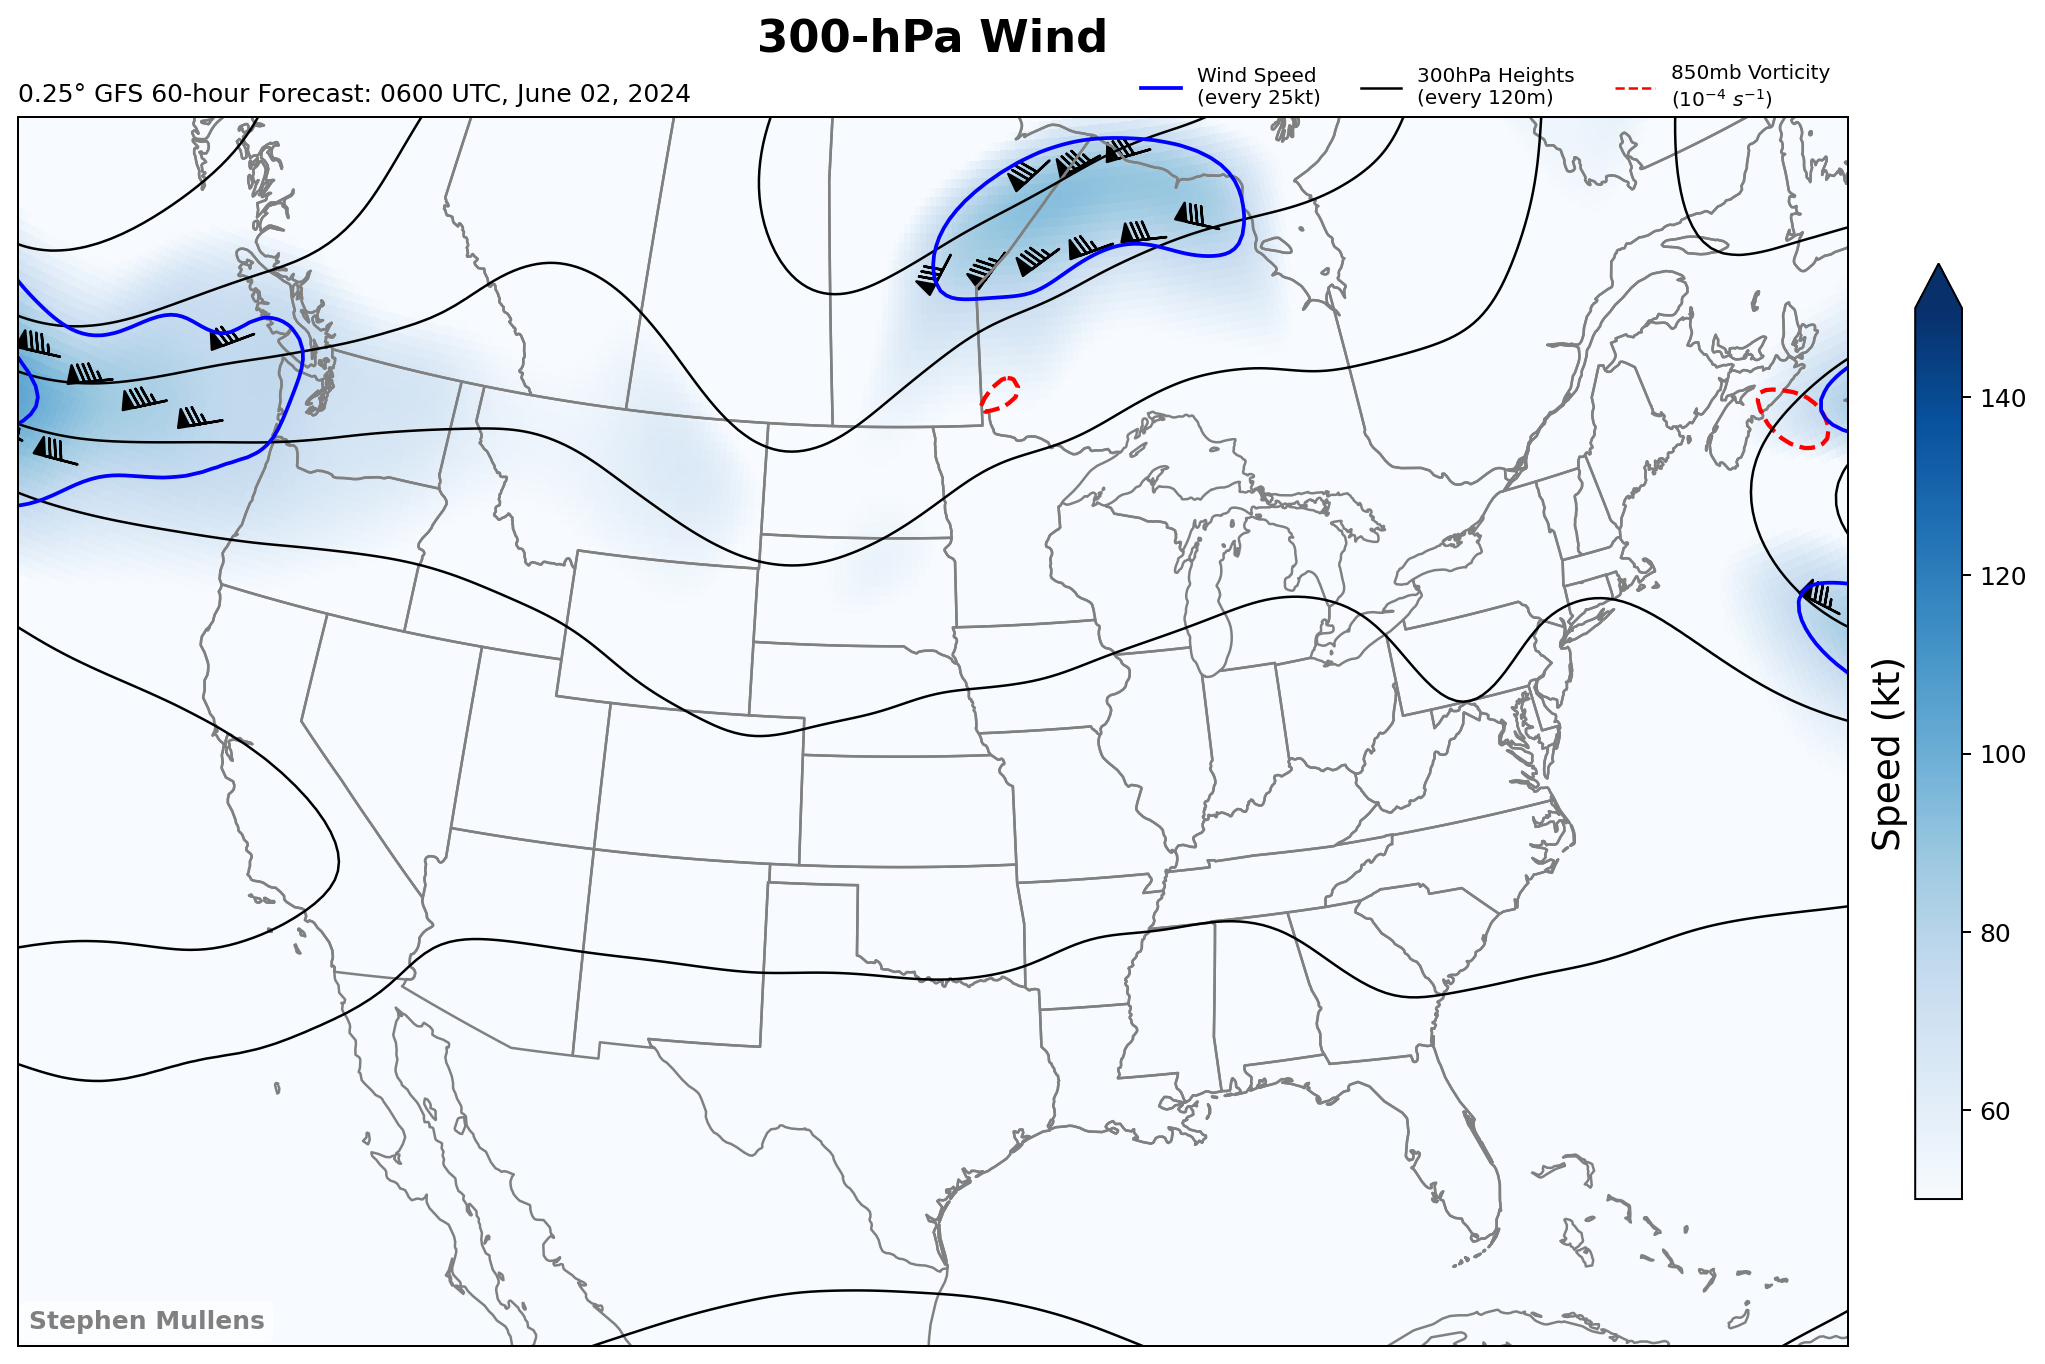 300-hPa Wind
0.25° GFS 60-hour Forecast: 0600 UTC, June 02, 2024
Wind Speed
(every 25kt)
300hPa Heights
(every 120m)
850mb Vorticity
(10⁻⁴ s⁻¹)
140
120
100
80
60
Speed (kt)
Stephen Mullens